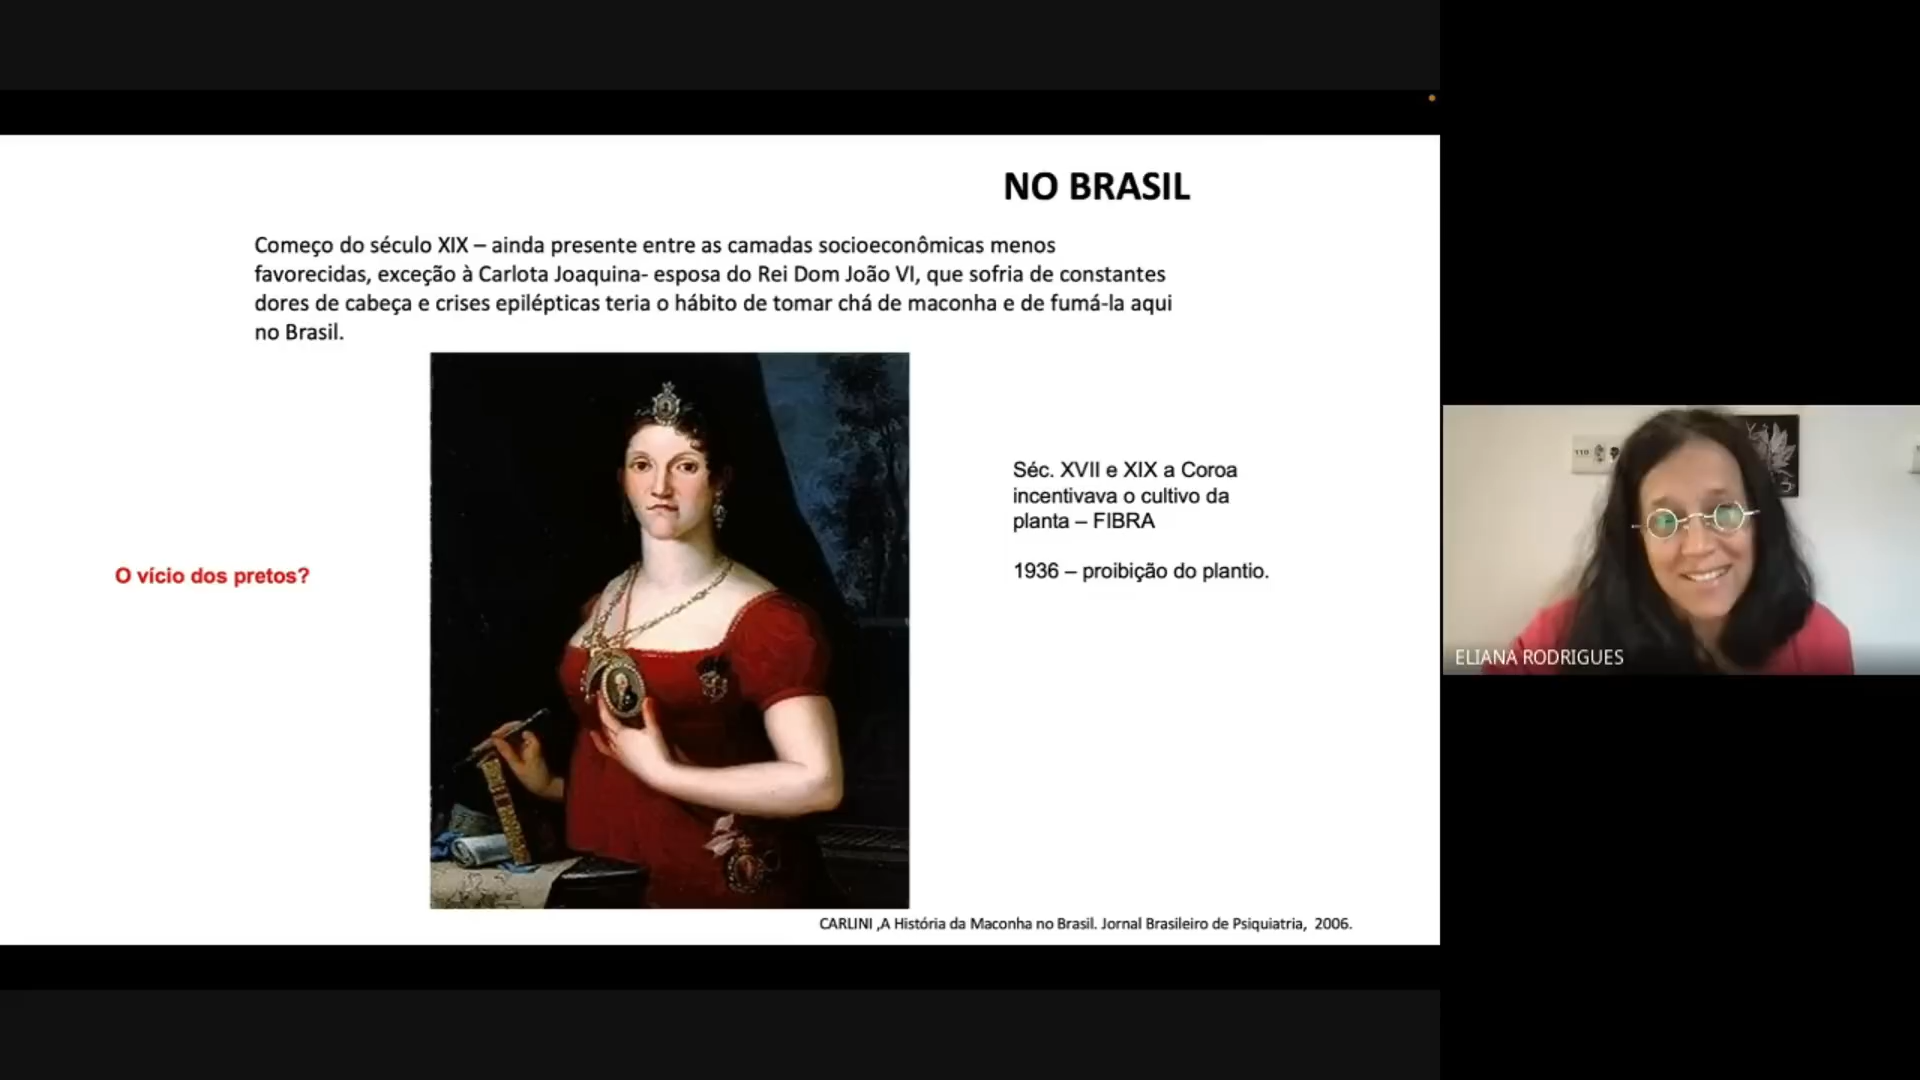 NO BRASIL
Começo do século XIX – ainda presente entre as camadas socioeconômicas menos
favorecidas, exceção à Carlota Joaquina- esposa do Rei Dom João VI, que sofria de constantes
dores de cabeça e crises epilépticas teria o hábito de tomar chá de maconha e de fumá-la aqui
no Brasil.
Séc. XVII e XIX a Coroa
incentivava o cultivo da
planta – FIBRA
O vício dos pretos?
1936 – proibição do plantio.
ELIANA RODRIGUES
CARLINI ,A História da Maconha no Brasil. Jornal Brasileiro de Psiquiatria, 2006.